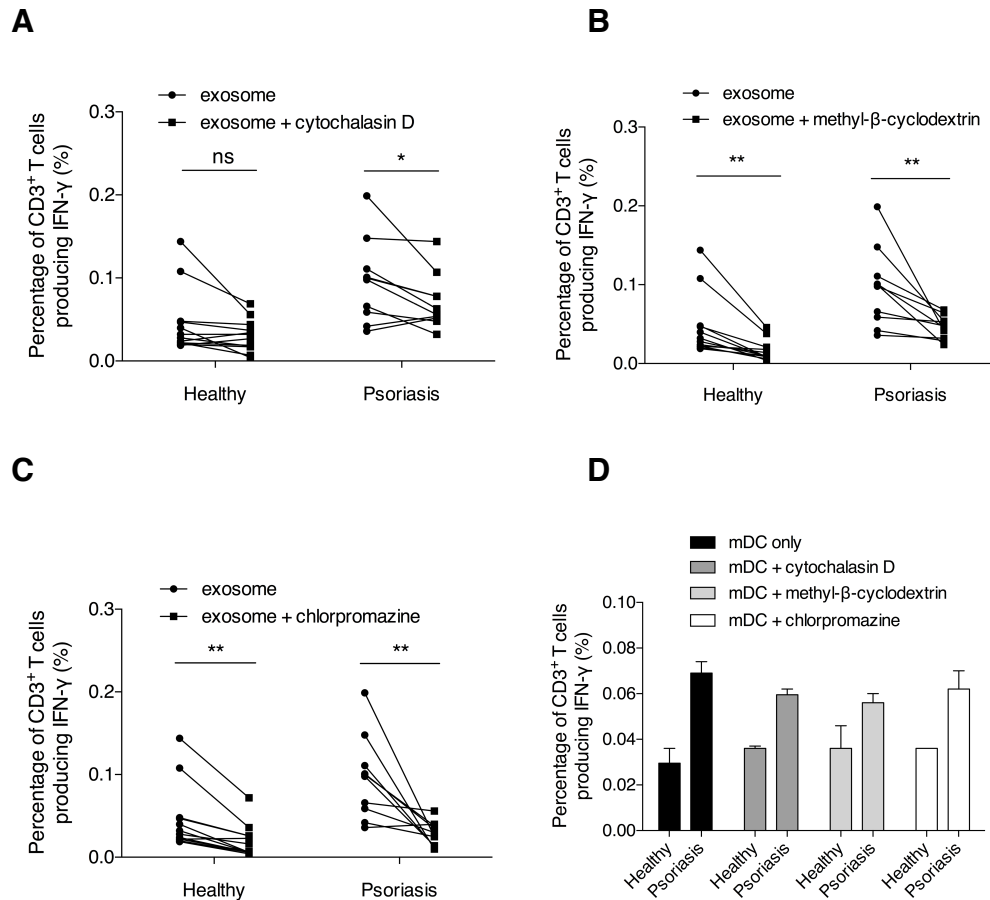 A
exosome
exosome + cytochalasin D
Percentage of CD3⁺ T cells
producing IFN-γ (%)
0.3
0.2
0.1
0.0
ns
*
Healthy
Psoriasis
B
exosome
exosome + methyl-β-cyclodextrin
Percentage of CD3⁺ T cells
producing IFN-γ (%)
0.3
0.2
0.1
0.0
**
**
Healthy
Psoriasis
C
exosome
exosome + chlorpromazine
Percentage of CD3⁺ T cells
producing IFN-γ (%)
0.3
0.2
0.1
0.0
**
**
Healthy
Psoriasis
D
mDC only
mDC + cytochalasin D
mDC + methyl-β-cyclodextrin
mDC + chlorpromazine
Percentage of CD3⁺ T cells
producing IFN-γ (%)
0.10
0.08
0.06
0.04
0.02
0.00
Healthy
Psoriasis
Healthy
Psoriasis
Healthy
Psoriasis
Healthy
Psoriasis